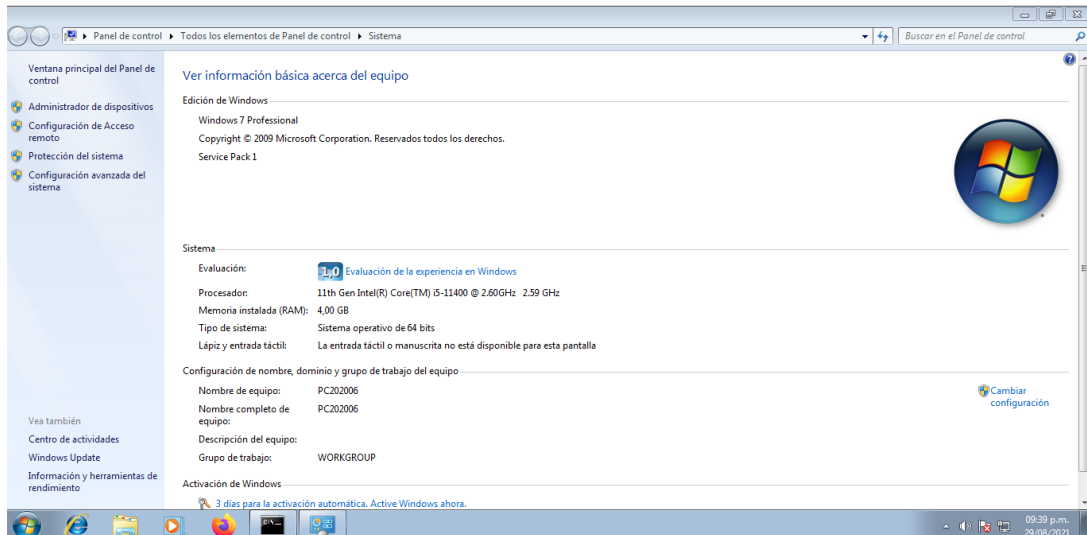 Panel de control ▸ Todos los elementos de Panel de control ▸ Sistema
Buscar en el Panel de control
Ventana principal del Panel de
control
Administrador de dispositivos
Configuración de Acceso
remoto
Protección del sistema
Configuración avanzada del
sistema
Ver información básica acerca del equipo
Edición de Windows
Windows 7 Professional
Copyright © 2009 Microsoft Corporation. Reservados todos los derechos.
Service Pack 1
Sistema
Evaluación: 1,0 Evaluación de la experiencia en Windows
Procesador: 11th Gen Intel(R) Core(TM) i5-11400 @ 2.60GHz 2.59 GHz
Memoria instalada (RAM): 4,00 GB
Tipo de sistema: Sistema operativo de 64 bits
Lápiz y entrada táctil: La entrada táctil o manuscrita no está disponible para esta pantalla
Configuración de nombre, dominio y grupo de trabajo del equipo
Nombre de equipo: PC202006
Cambiar
configuración
Nombre completo de
equipo: PC202006
Descripción del equipo:
Grupo de trabajo: WORKGROUP
Activación de Windows
3 días para la activación automática. Active Windows ahora.
Vea también
Centro de actividades
Windows Update
Información y herramientas de
rendimiento
09:39 p.m.
29/08/2021